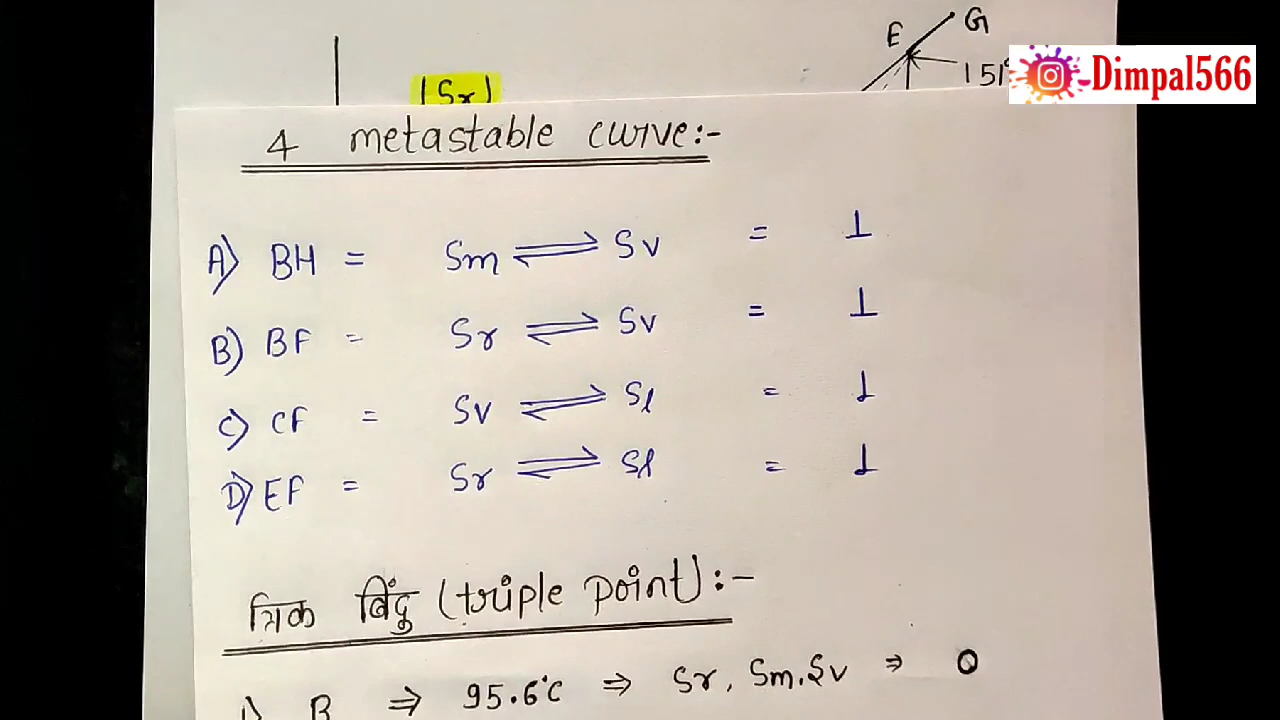 E G
151°
-Dimpal566
(Sr)
4 metastable curve:-
A) BH = Sm ⇌ Sv = 1
B) BF = Sr ⇌ Sv = 1
C) CF = Sv ⇌ Sl = 1
D) EF = Sr ⇌ Sl = 1
त्रिक बिंदु (triple point):-
1) B ⇒ 95.6°C ⇒ Sr, Sm, Sv ⇒ 0